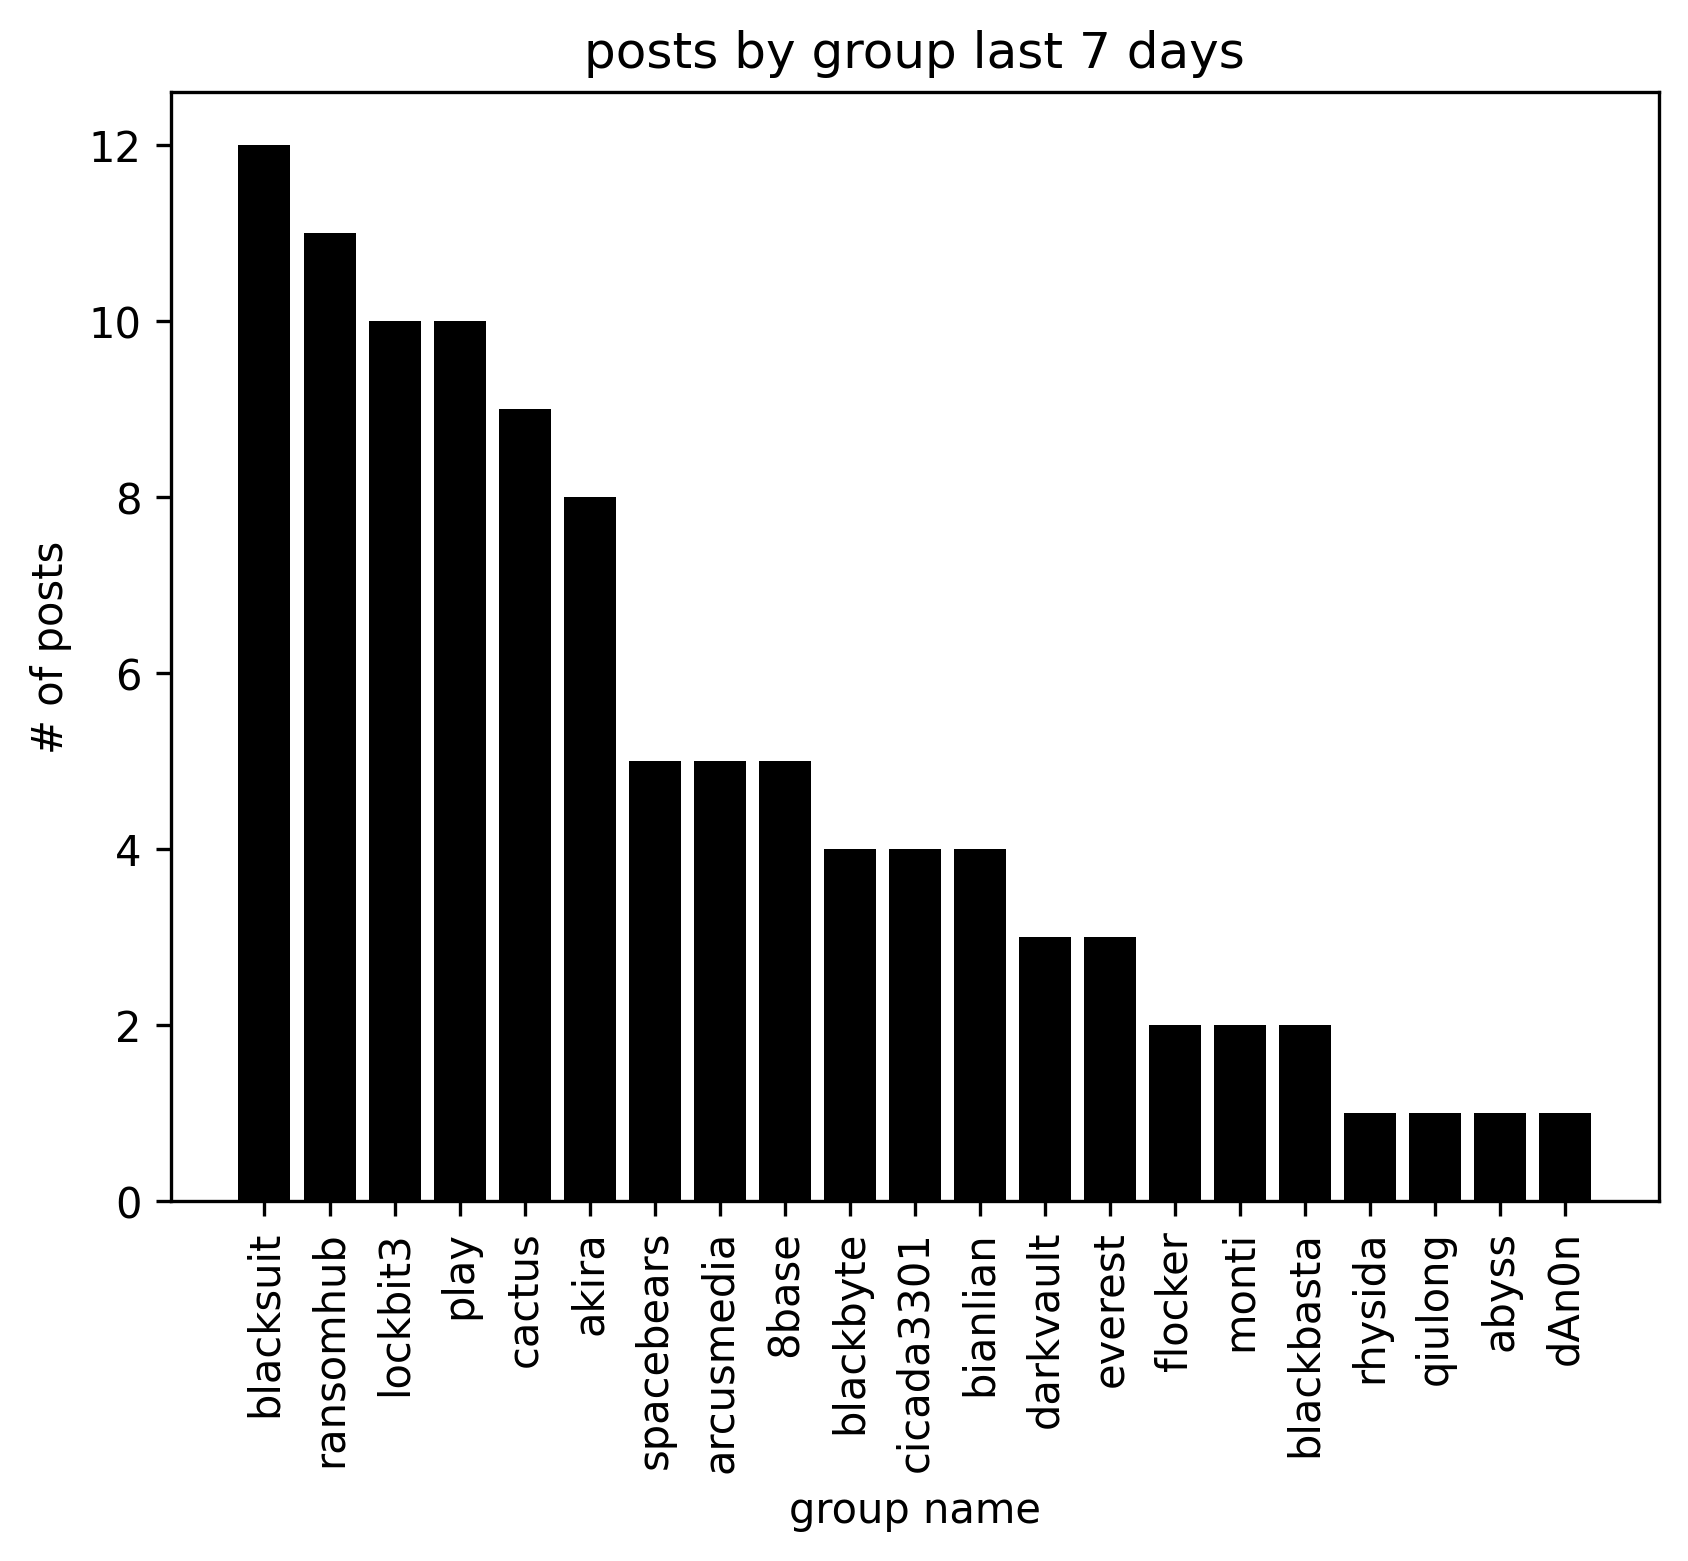 posts by group last 7 days
12
10
8
6
4
2
0
# of posts
blacksuit
ransomhub
lockbit3
play
cactus
akira
spacebears
arcusmedia
8base
blackbyte
cicada3301
bianlian
darkvault
everest
flocker
monti
blackbasta
rhysida
qiulong
abyss
dAn0n
group name